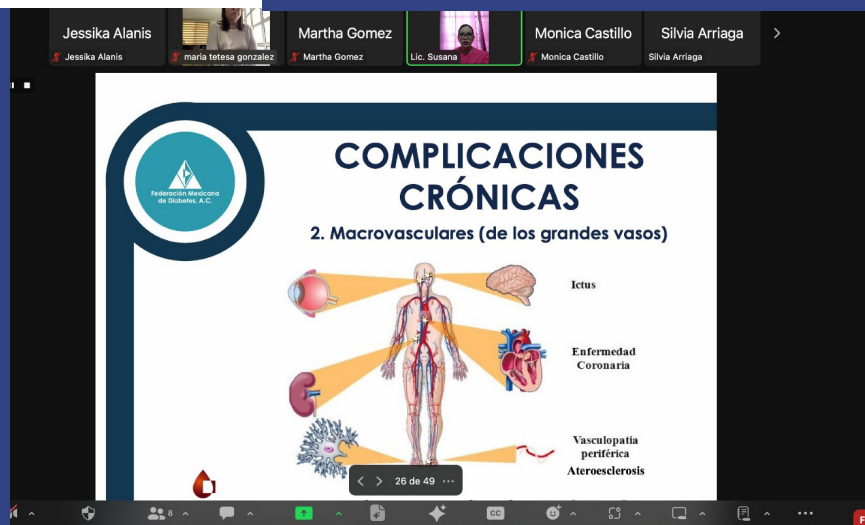 Jessika Alanis
Martha Gomez
Monica Castillo
Silvia Arriaga
Jessika Alanis
maria tetesa gonzalez
Martha Gomez
Lic. Susana
Monica Castillo
Silvia Arriaga
Federación Mexicana
de Diabetes, A.C.
COMPLICACIONES
CRÓNICAS
2. Macrovasculares (de los grandes vasos)
Ictus
Enfermedad
Coronaria
Vasculopatia
periférica
Ateroesclerosis
26 de 49
8
CC